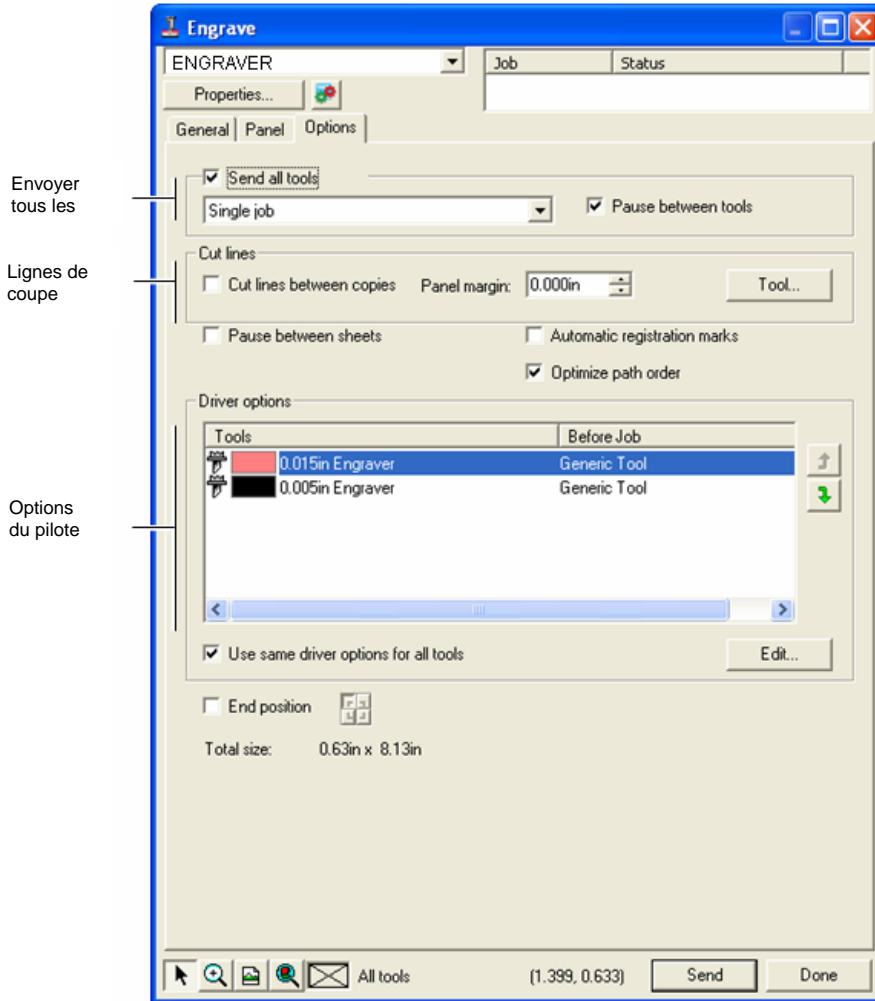 Engrave
ENGRAVER
Job Status
Properties...
General Panel Options
Envoyer
tous les
Send all tools
Single job
Pause between tools
Lignes de
coupe
Cut lines
Cut lines between copies Panel margin: 0.000in Tool...
Pause between sheets Automatic registration marks
Optimize path order
Options
du pilote
Driver options
Tools Before Job
0.015in Engraver Generic Tool
0.005in Engraver Generic Tool
Use same driver options for all tools Edit...
End position
Total size: 0.63in x 8.13in
All tools (1.399, 0.633) Send Done